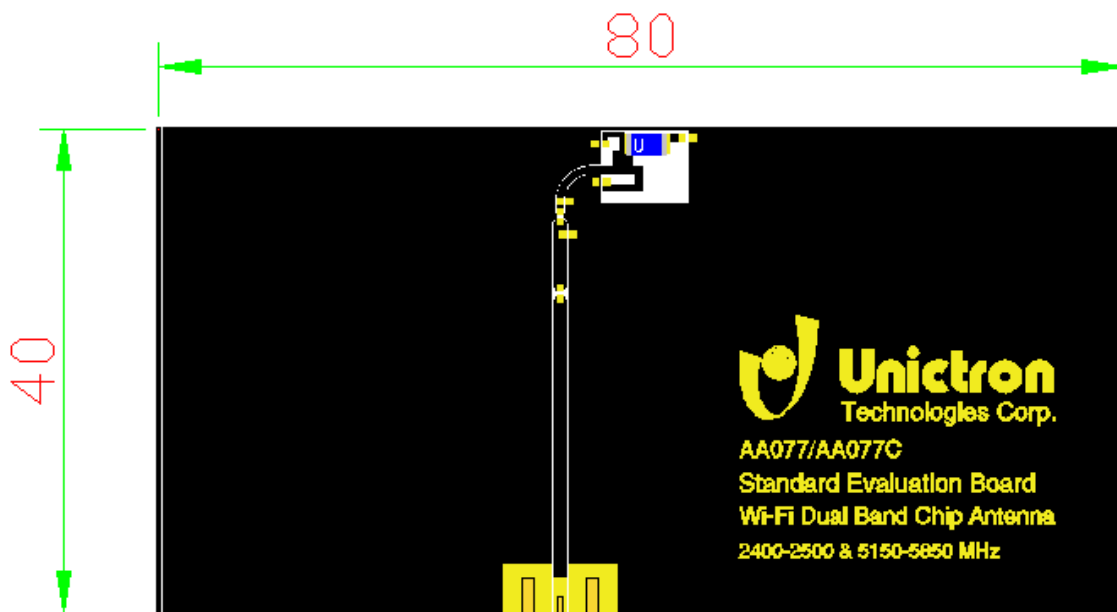 80
40
U
Unictron
Technologies Corp.
AA077/AA077C
Standard Evaluation Board
Wi-Fi Dual Band Chip Antenna
2400-2500 & 5150-5850 MHz